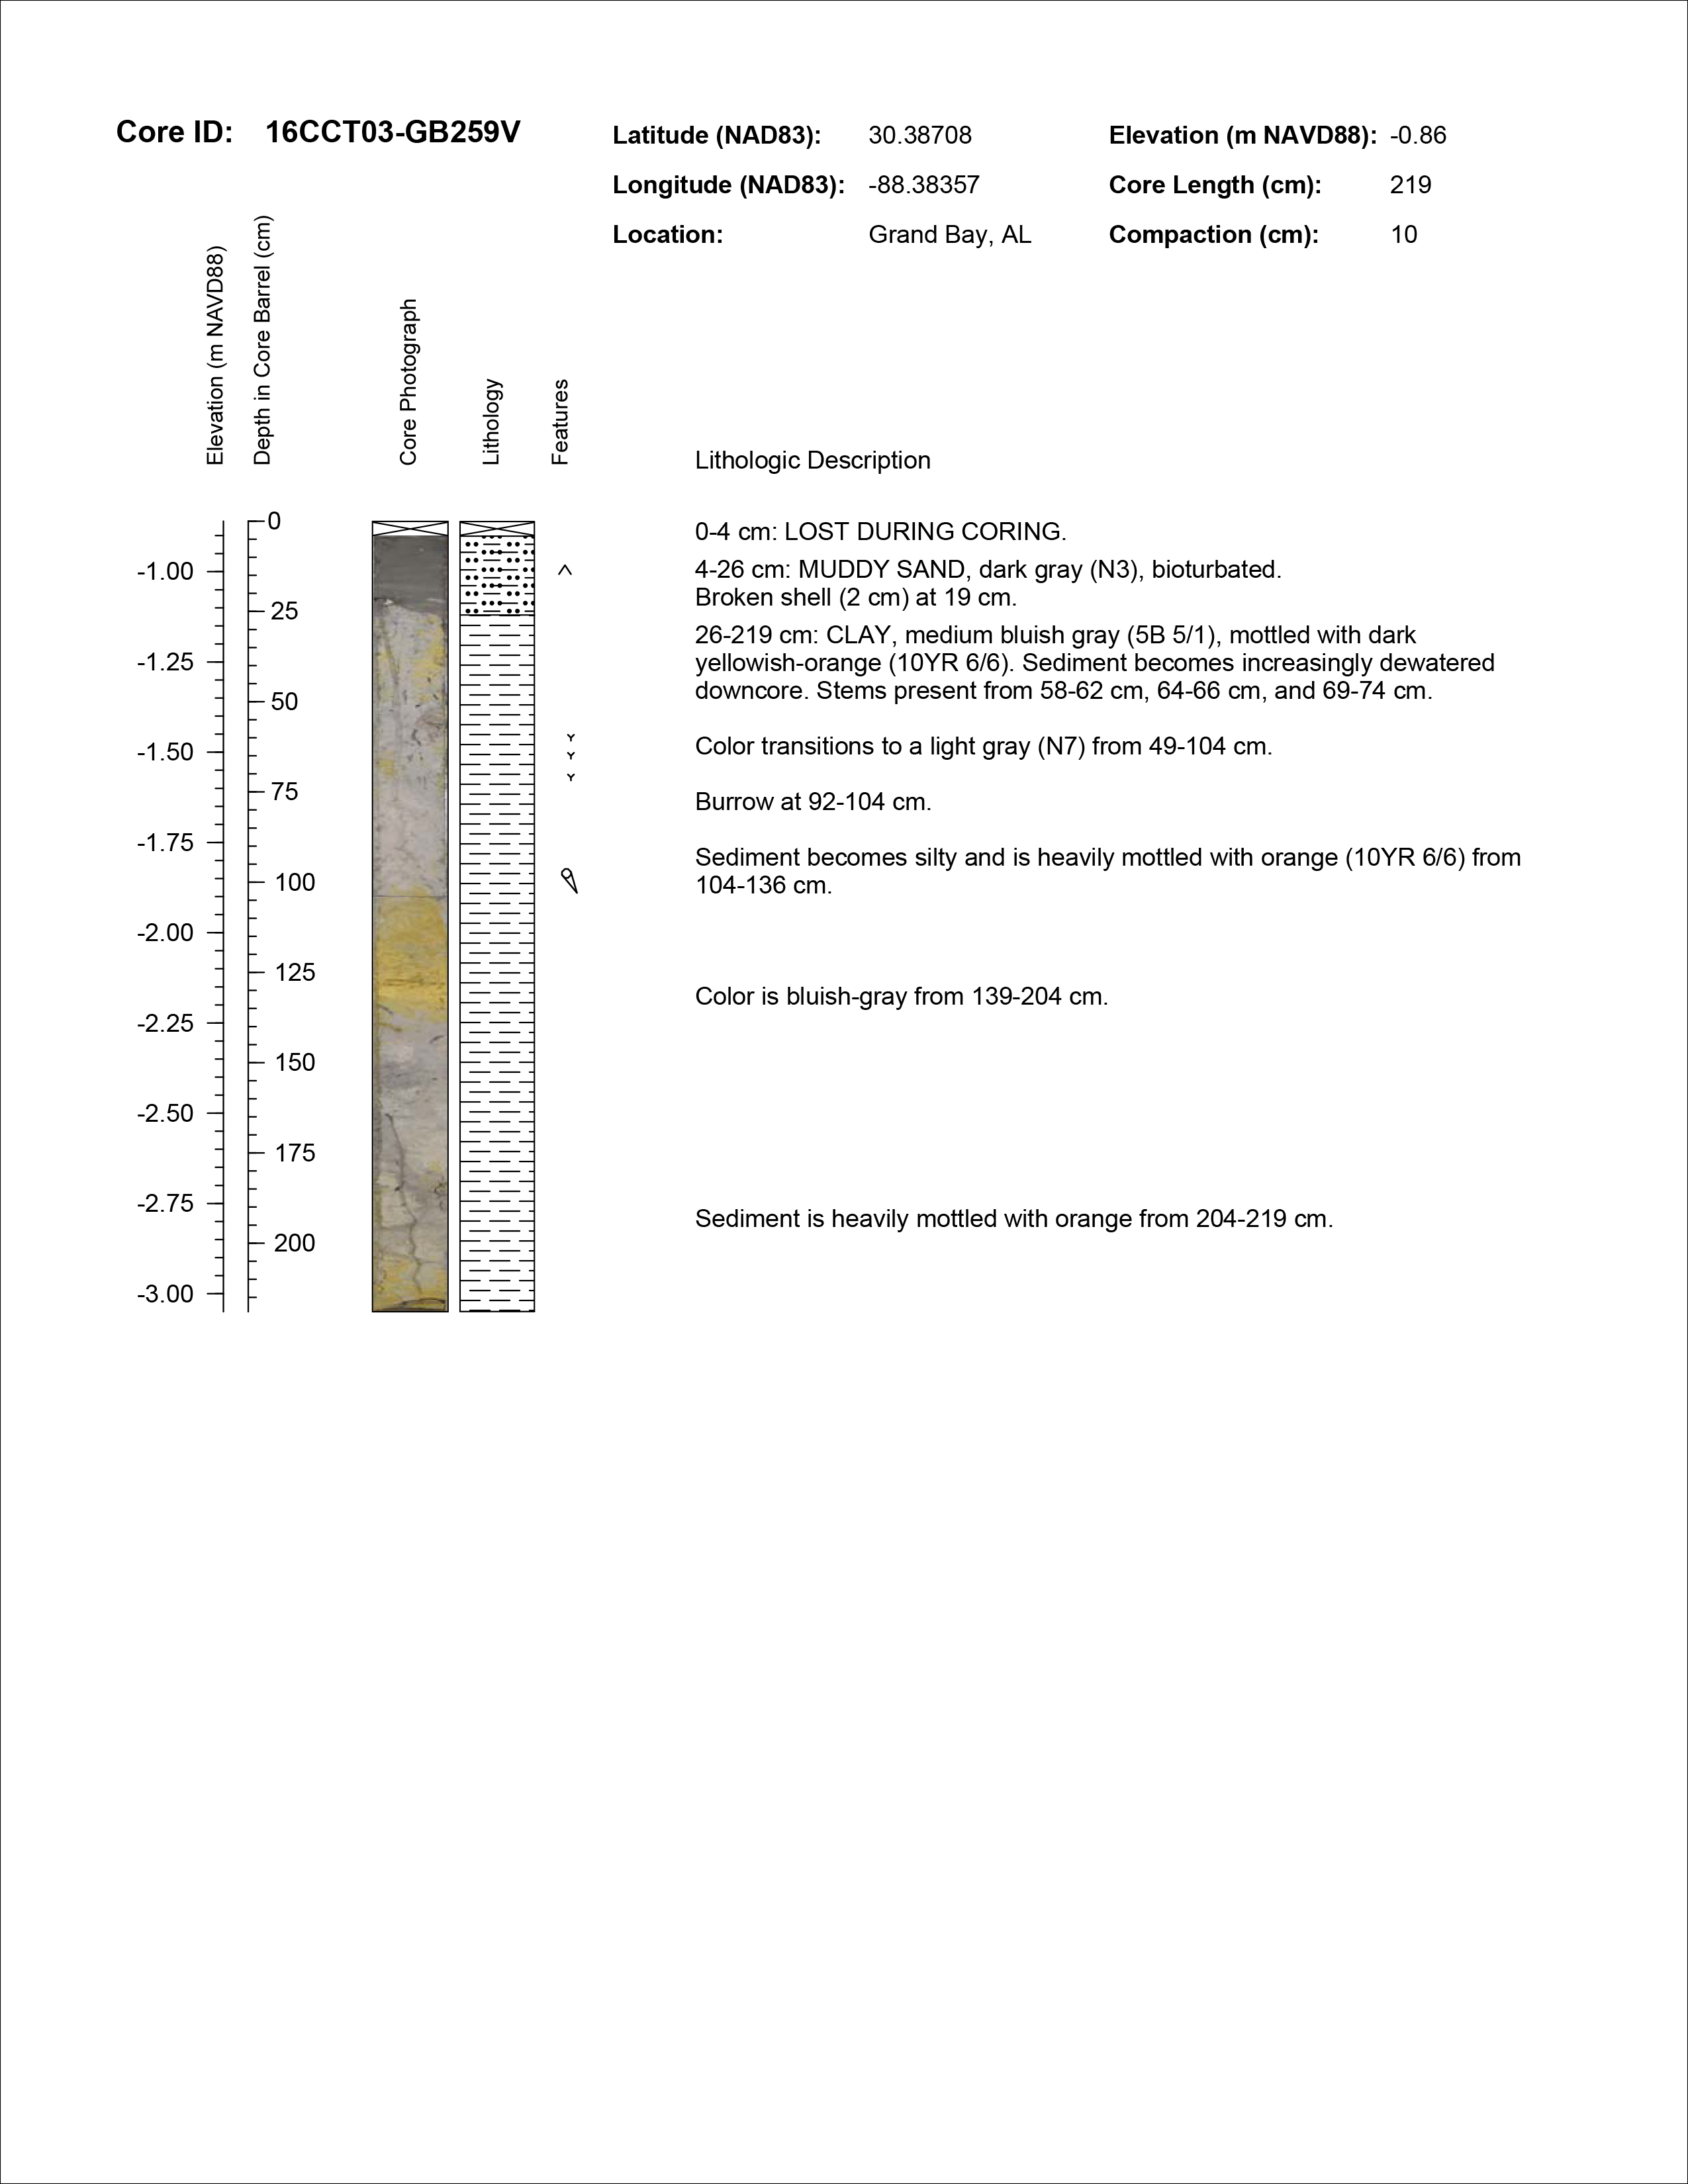 Core ID: 16CCT03-GB259V
Latitude (NAD83): 30.38708
Elevation (m NAVD88): -0.86
Longitude (NAD83): -88.38357
Core Length (cm): 219
Location: Grand Bay, AL
Compaction (cm): 10
Elevation (m NAVD88)
Depth in Core Barrel (cm)
Core Photograph
Lithology
Features
Lithologic Description
0
25
50
75
100
125
150
175
200
-1.00
-1.25
-1.50
-1.75
-2.00
-2.25
-2.50
-2.75
-3.00
0-4 cm: LOST DURING CORING.
4-26 cm: MUDDY SAND, dark gray (N3), bioturbated.
Broken shell (2 cm) at 19 cm.
26-219 cm: CLAY, medium bluish gray (5B 5/1), mottled with dark
yellowish-orange (10YR 6/6). Sediment becomes increasingly dewatered
downcore. Stems present from 58-62 cm, 64-66 cm, and 69-74 cm.
Color transitions to a light gray (N7) from 49-104 cm.
Burrow at 92-104 cm.
Sediment becomes silty and is heavily mottled with orange (10YR 6/6) from
104-136 cm.
Color is bluish-gray from 139-204 cm.
Sediment is heavily mottled with orange from 204-219 cm.